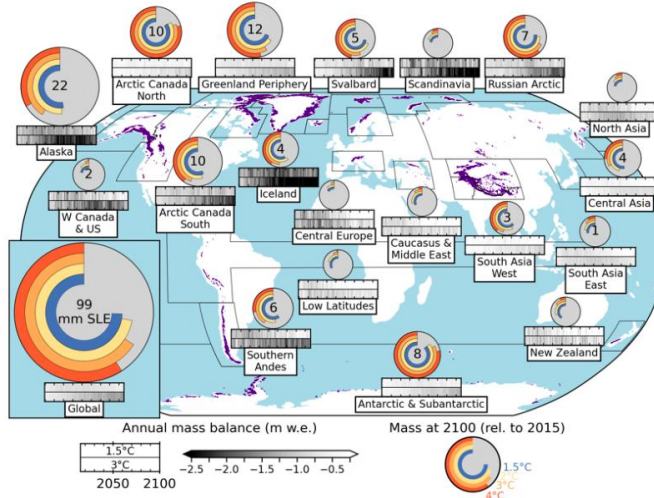 10
Arctic Canada
North
12
Greenland Periphery
5
Svalbard
Scandinavia
7
Russian Arctic
22
Alaska
North Asia
2
W Canada
& US
10
Arctic Canada
South
4
Iceland
4
Central Asia
Central Europe
Caucasus &
Middle East
3
South Asia
West
1
South Asia
East
99
mm SLE
Global
Low Latitudes
6
Southern
Andes
New Zealand
8
Antarctic & Subantarctic
Annual mass balance (m w.e.)
Mass at 2100 (rel. to 2015)
1.5°C
3°C
2050 2100
−2.5 −2.0 −1.5 −1.0 −0.5
1.5°C
3°C
4°C